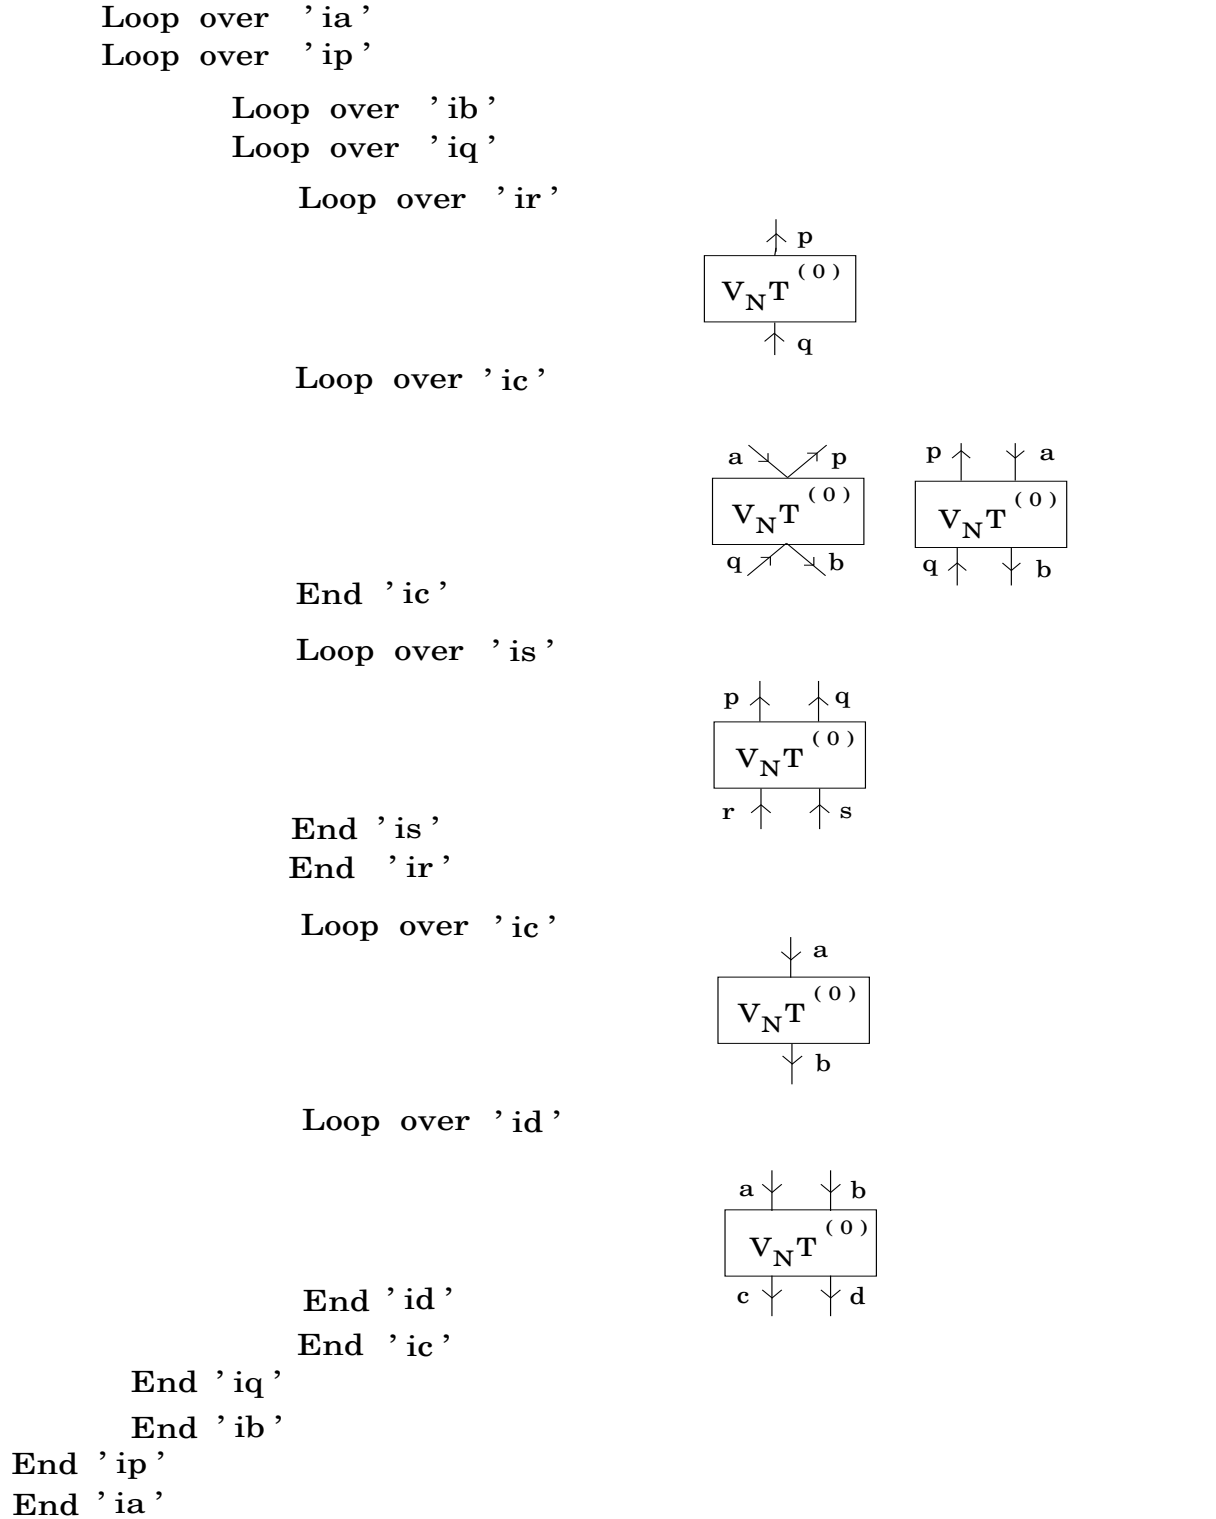 Loop over 'ia'
Loop over 'ip'
Loop over 'ib'
Loop over 'iq'
Loop over 'ir'
p
V_N T^(0)
q
Loop over 'ic'
a p p a
V_N T^(0) V_N T^(0)
q b q b
End 'ic'
Loop over 'is'
p q
V_N T^(0)
r s
End 'is'
End 'ir'
Loop over 'ic'
a
V_N T^(0)
b
Loop over 'id'
a b
V_N T^(0)
c d
End 'id'
End 'ic'
End 'iq'
End 'ib'
End 'ip'
End 'ia'